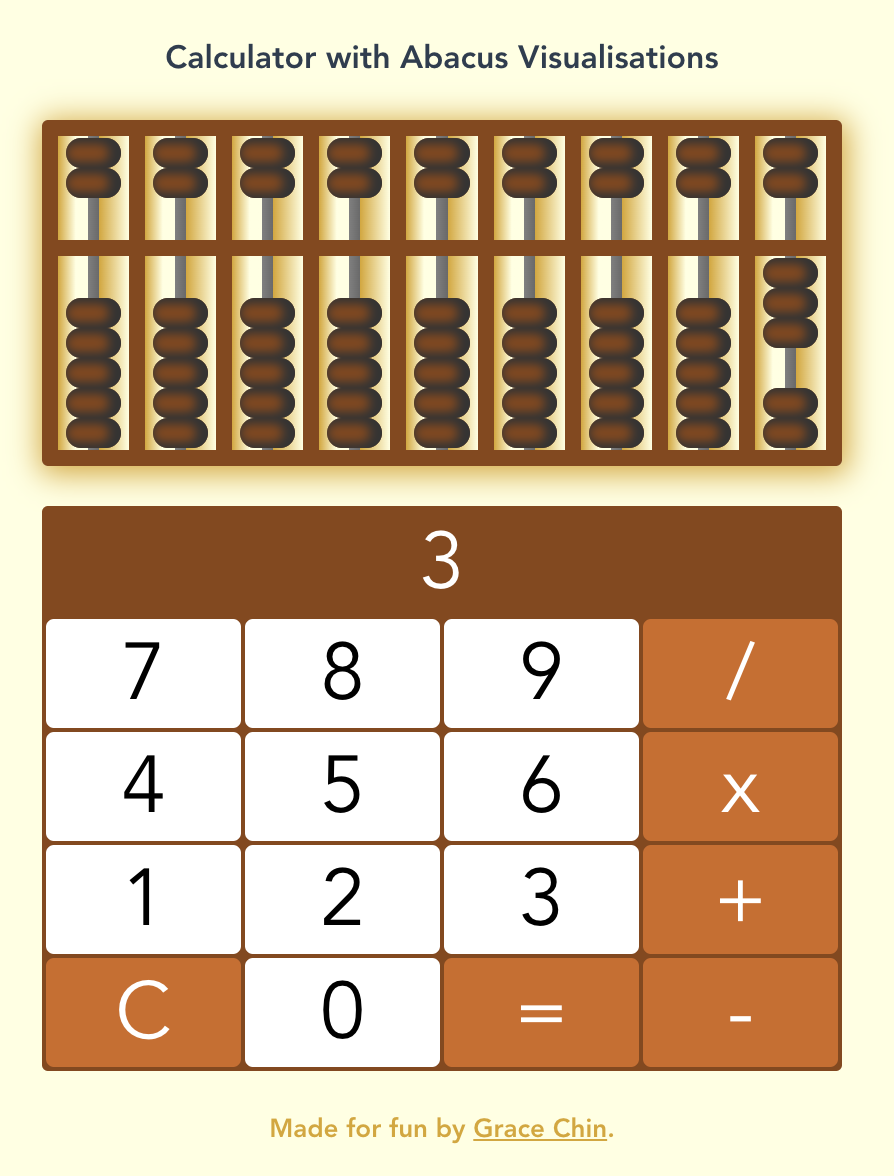 Calculator with Abacus Visualisations
3
7 8 9 /
4 5 6 x
1 2 3 +
C 0 = -
Made for fun by Grace Chin.